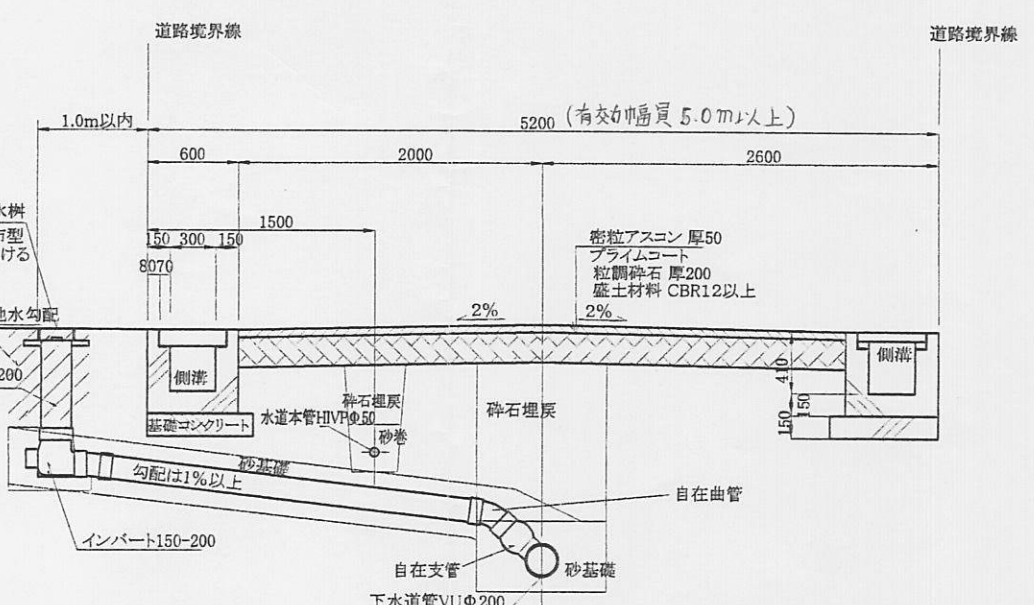 道路境界線
道路境界線
1.0m以内
5200 (有効幅員 5.0m以上)
600
2000
2600
1500
水桝
150 300 150
市型
ける
8070
密粒アスコン 厚50
プライムコート
粒調砕石 厚200
盛土材料 CBR12以上
水勾配
2%
2%
側溝
側溝
200
410
150
150
砕石埋戻
砕石埋戻
水道本管HIVPΦ50
砂巻
基礎コンクリート
砂基礎
勾配は1%以上
自在曲管
インバート150-200
自在支管
砂基礎
下水道管VUΦ200